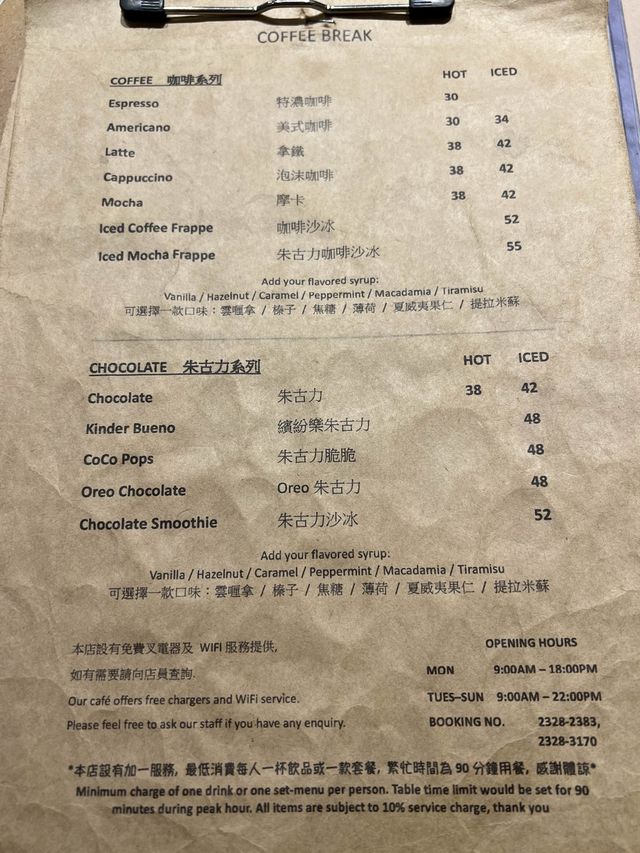 COFFEE BREAK
COFFEE 咖啡系列 HOT ICED
Espresso 特濃咖啡 30
Americano 美式咖啡 30 34
Latte 拿鐵 38 42
Cappuccino 泡沫咖啡 38 42
Mocha 摩卡 38 42
Iced Coffee Frappe 咖啡沙冰 52
Iced Mocha Frappe 朱古力咖啡沙冰 55
Add your flavored syrup:
Vanilla / Hazelnut / Caramel / Peppermint / Macadamia / Tiramisu
可選擇一款口味：雲喱拿 / 榛子 / 焦糖 / 薄荷 / 夏威夷果仁 / 提拉米蘇
CHOCOLATE 朱古力系列 HOT ICED
Chocolate 朱古力 38 42
Kinder Bueno 繽紛樂朱古力 48
CoCo Pops 朱古力脆脆 48
Oreo Chocolate Oreo 朱古力 48
Chocolate Smoothie 朱古力沙冰 52
Add your flavored syrup:
Vanilla / Hazelnut / Caramel / Peppermint / Macadamia / Tiramisu
可選擇一款口味：雲喱拿 / 榛子 / 焦糖 / 薄荷 / 夏威夷果仁 / 提拉米蘇
本店設有免費叉電器及 WIFI 服務提供,
如有需要請向店員查詢.
Our café offers free chargers and WiFi service.
Please feel free to ask our staff if you have any enquiry.
OPENING HOURS
MON 9:00AM – 18:00PM
TUES–SUN 9:00AM – 22:00PM
BOOKING NO. 2328-2383,
2328-3170
*本店設有加一服務, 最低消費每人一杯飲品或一款套餐, 繁忙時間為 90 分鐘用餐, 感謝體諒*
Minimum charge of one drink or one set-menu per person. Table time limit would be set for 90
minutes during peak hour. All items are subject to 10% service charge, thank you